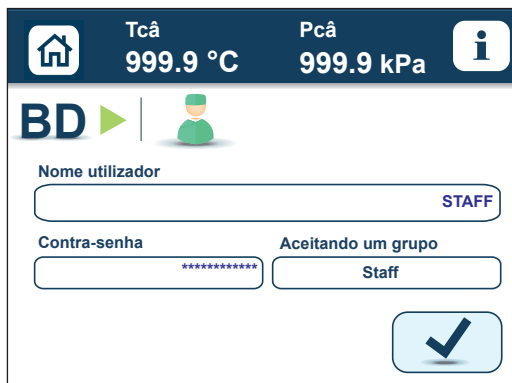 Tcâ Pcâ
999.9 °C 999.9 kPa
i
BD
Nome utilizador
STAFF
Contra-senha Aceitando um grupo
************ Staff